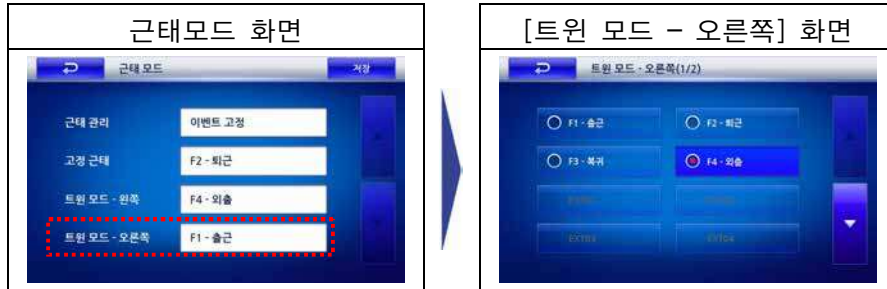 근태모드 화면
근태 모드
저장
근태 관리
이벤트 고정
고정 근태
F2 - 퇴근
트윈 모드 - 왼쪽
F4 - 외출
트윈 모드 - 오른쪽
F1 - 출근
[트윈 모드 – 오른쪽] 화면
트윈 모드 - 오른쪽(1/2)
F1 - 출근
F2 - 퇴근
F3 - 복귀
F4 - 외출
EXT03
EXT04